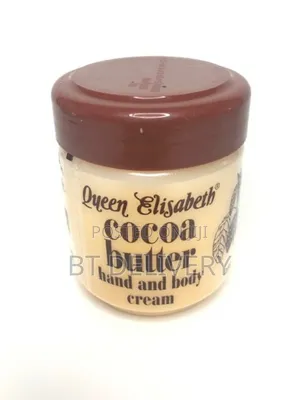 Queen Elisabeth®
cocoa
butter
BT DELIVERY
hand and body
cream